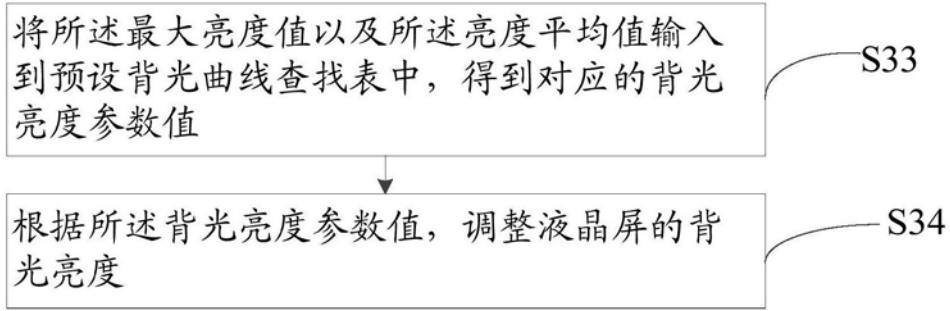 将所述最大亮度值以及所述亮度平均值输入
到预设背光曲线查找表中，得到对应的背光
亮度参数值
S33
根据所述背光亮度参数值，调整液晶屏的背
光亮度
S34